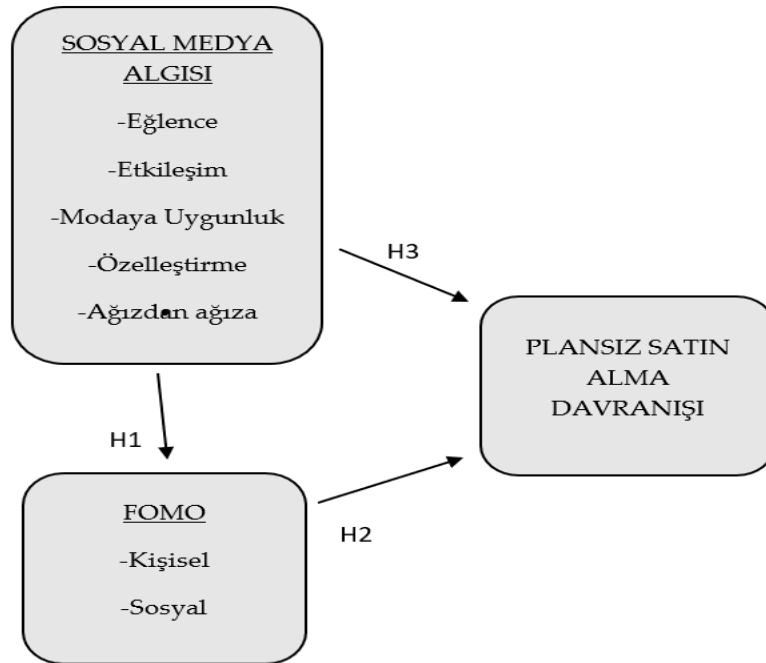 SOSYAL MEDYA
ALGISI
-Eğlence
-Etkileşim
-Modaya Uygunluk
-Özelleştirme
-Ağızdan ağıza
H3
PLANSIZ SATIN
ALMA
DAVRANIŞI
H1
FOMO
-Kişisel
-Sosyal
H2